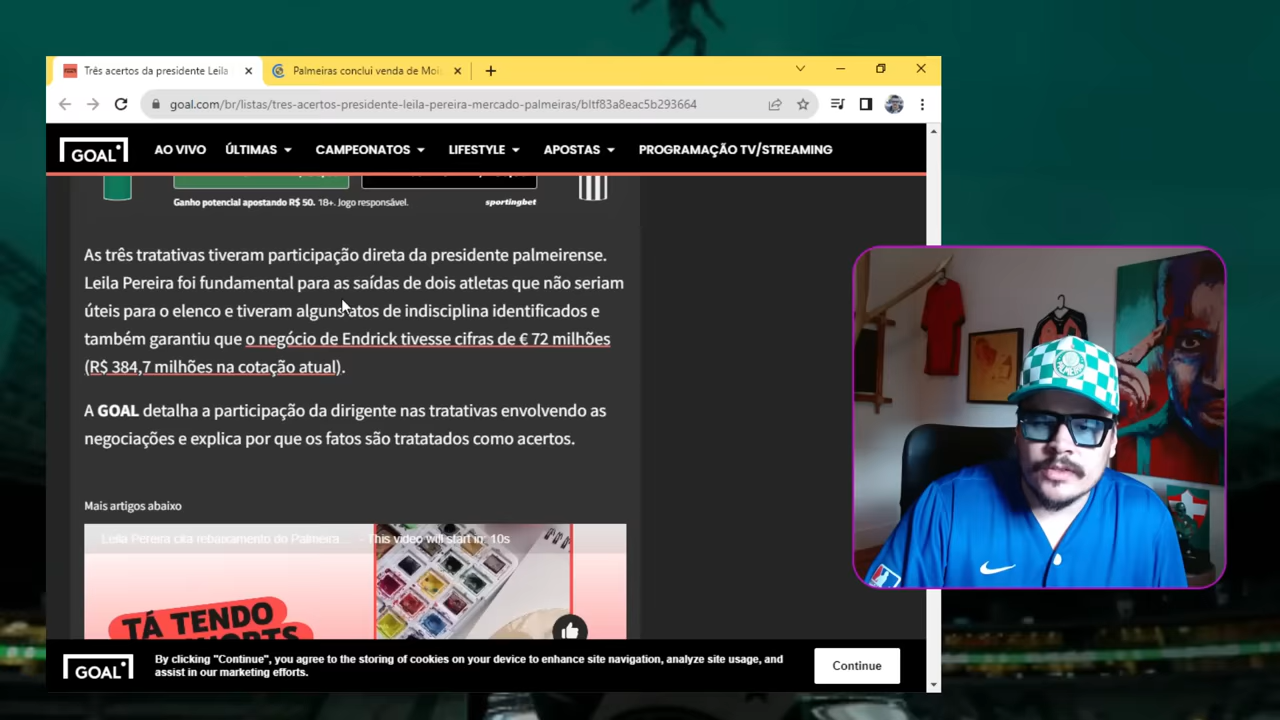 Três acertos da presidente Leila
Palmeiras conclui venda de Moi
goal.com/br/listas/tres-acertos-presidente-leila-pereira-mercado-palmeiras/bltf83a8eac5b293664
GOAL
AO VIVO
ÚLTIMAS
CAMPEONATOS
LIFESTYLE
APOSTAS
PROGRAMAÇÃO TV/STREAMING
Ganho potencial apostando R$ 50. 18+. Jogo responsável.
sportingbet
As três tratativas tiveram participação direta da presidente palmeirense.
Leila Pereira foi fundamental para as saídas de dois atletas que não seriam
úteis para o elenco e tiveram alguns atos de indisciplina identificados e
também garantiu que o negócio de Endrick tivesse cifras de € 72 milhões
(R$ 384,7 milhões na cotação atual).
A GOAL detalha a participação da dirigente nas tratativas envolvendo as
negociações e explica por que os fatos são tratatados como acertos.
Mais artigos abaixo
Leila Pereira cita rebaixamento do Palmeira... - This video will start in: 10s
TÁ TENDO
GOAL
By clicking "Continue", you agree to the storing of cookies on your device to enhance site navigation, analyze site usage, and
assist in our marketing efforts.
Continue